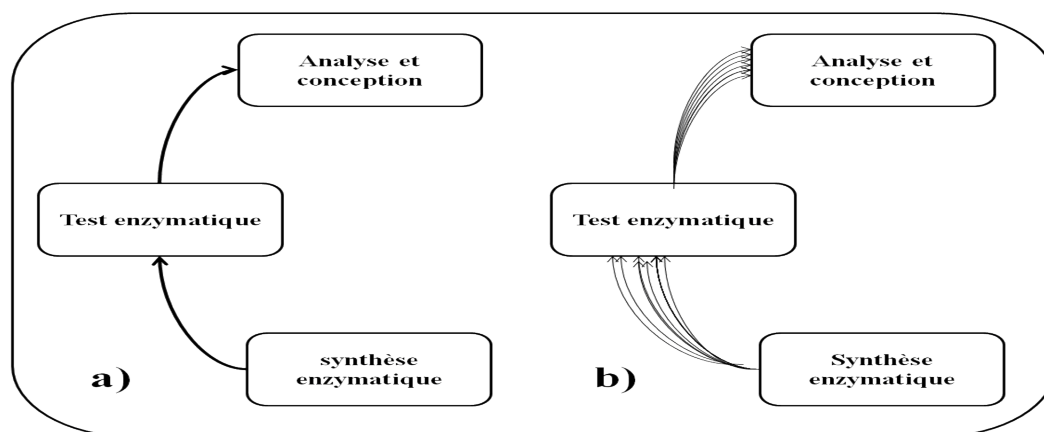 Analyse et
conception
Test enzymatique
synthèse
enzymatique
a)
Analyse et
conception
Test enzymatique
Synthèse
enzymatique
b)